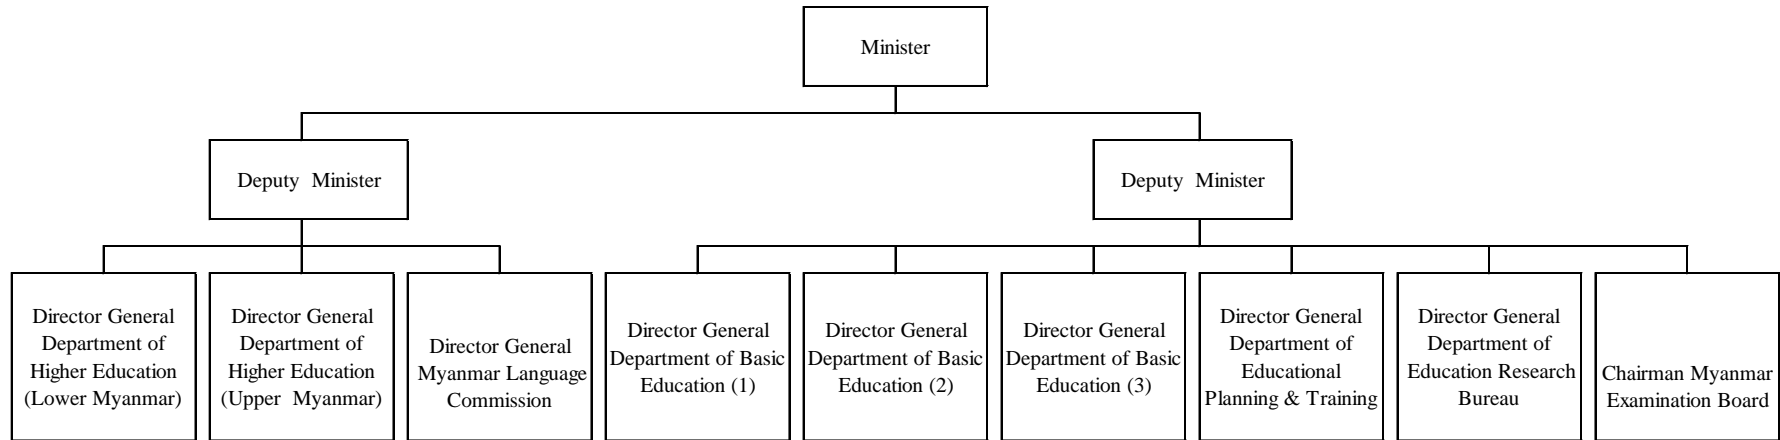 Minister
Deputy Minister
Deputy Minister
Director General
Department of
Higher Education
(Lower Myanmar)
Director General
Department of
Higher Education
(Upper Myanmar)
Director General
Myanmar Language
Commission
Director General
Department of Basic
Education (1)
Director General
Department of Basic
Education (2)
Director General
Department of Basic
Education (3)
Director General
Department of
Educational
Planning & Training
Director General
Department of
Education Research
Bureau
Chairman Myanmar
Examination Board